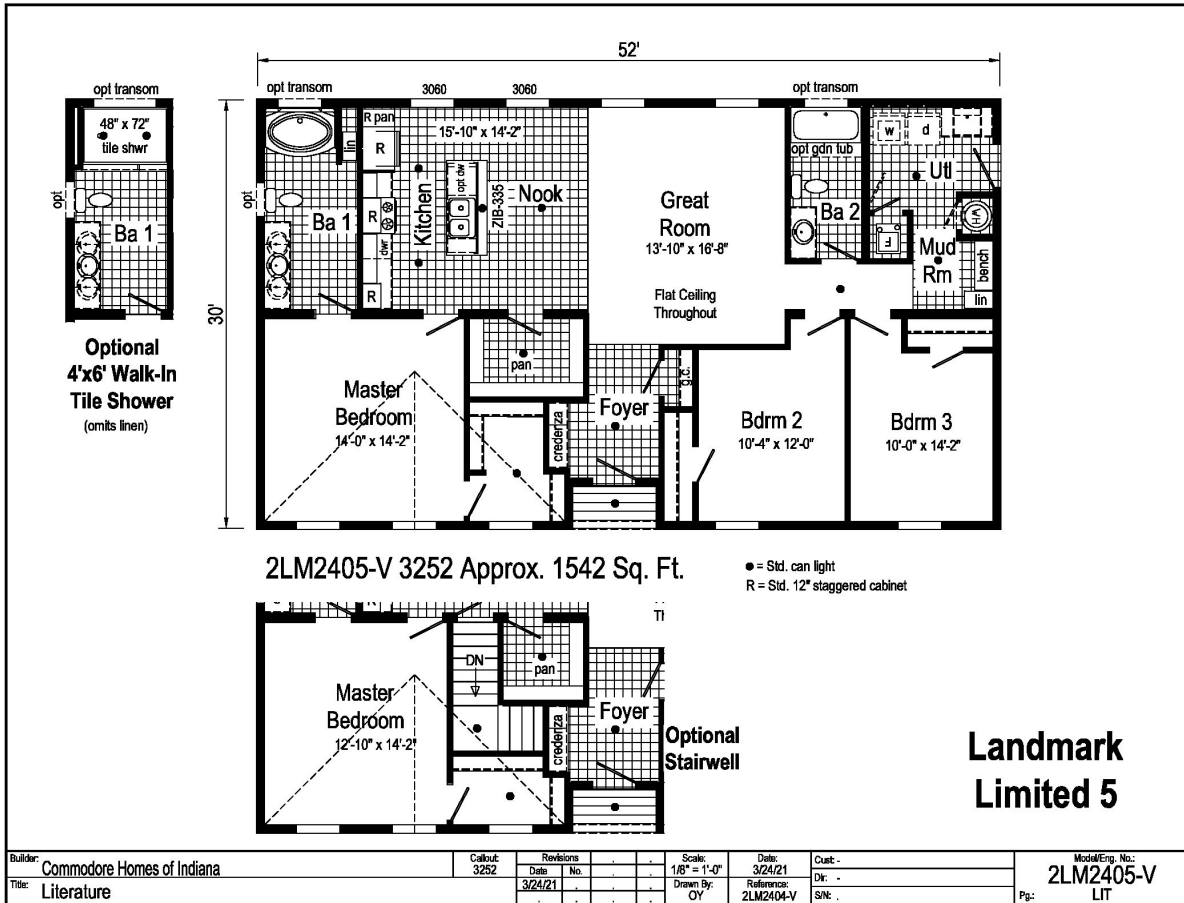 52'
opt transom
opt transom
3060
3060
opt transom
48" x 72"
tile shwr
opt
Ba 1
Optional
4'x6' Walk-In
Tile Shower
(omits linen)
30'
opt
lin
Ba 1
R pan
R
R
dwr
R
Kitchen
15'-10" x 14'-2"
opt dw
ZIB-335
Nook
Great
Room
13'-10" x 16'-8"
Flat Ceiling
Throughout
opt gdn tub
Ba 2
w
d
Utl
F
WH
Mud
Rm
bench
lin
Master
Bedroom
14'-0" x 14'-2"
pan
credenza
Foyer
g.c.
Bdrm 2
10'-4" x 12'-0"
Bdrm 3
10'-0" x 14'-2"
2LM2405-V 3252 Approx. 1542 Sq. Ft.
● = Std. can light
R = Std. 12" staggered cabinet
DN
pan
Master
Bedroom
12'-10" x 14'-2"
credenza
Foyer
Optional
Stairwell
Landmark
Limited 5
Builder: Commodore Homes of Indiana
Title: Literature
Callout:
3252
Revisions
Date No.
3/24/21
Scale:
1/8" = 1'-0"
Drawn By:
OY
Date:
3/24/21
Reference:
2LM2404-V
Cust: -
Dlr: -
S/N: .
Model/Eng. No.:
2LM2405-V
Pg.: LIT